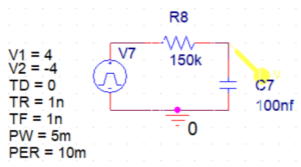 R8
V7
150k
V1 = 4
V2 = -4
TD = 0
TR = 1n
TF = 1n
PW = 5m
PER = 10m
C7
100nf
0